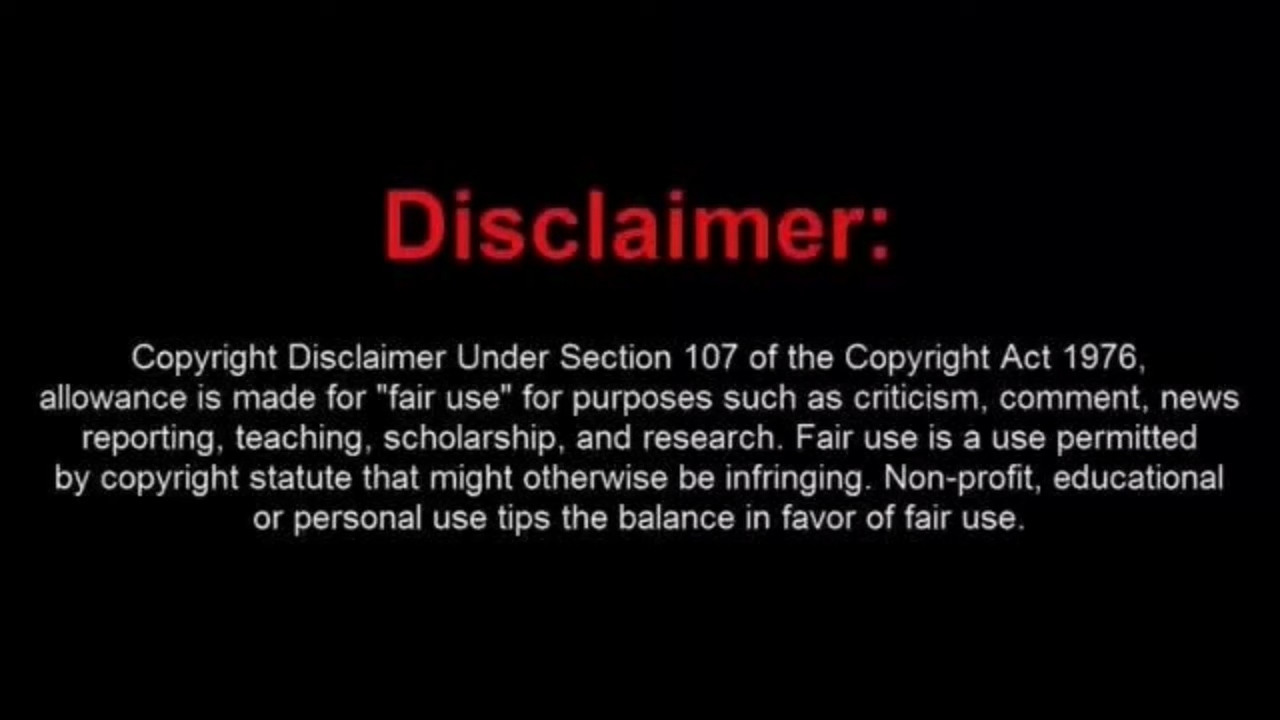 Disclaimer:
Copyright Disclaimer Under Section 107 of the Copyright Act 1976,
allowance is made for "fair use" for purposes such as criticism, comment, news
reporting, teaching, scholarship, and research. Fair use is a use permitted
by copyright statute that might otherwise be infringing. Non-profit, educational
or personal use tips the balance in favor of fair use.